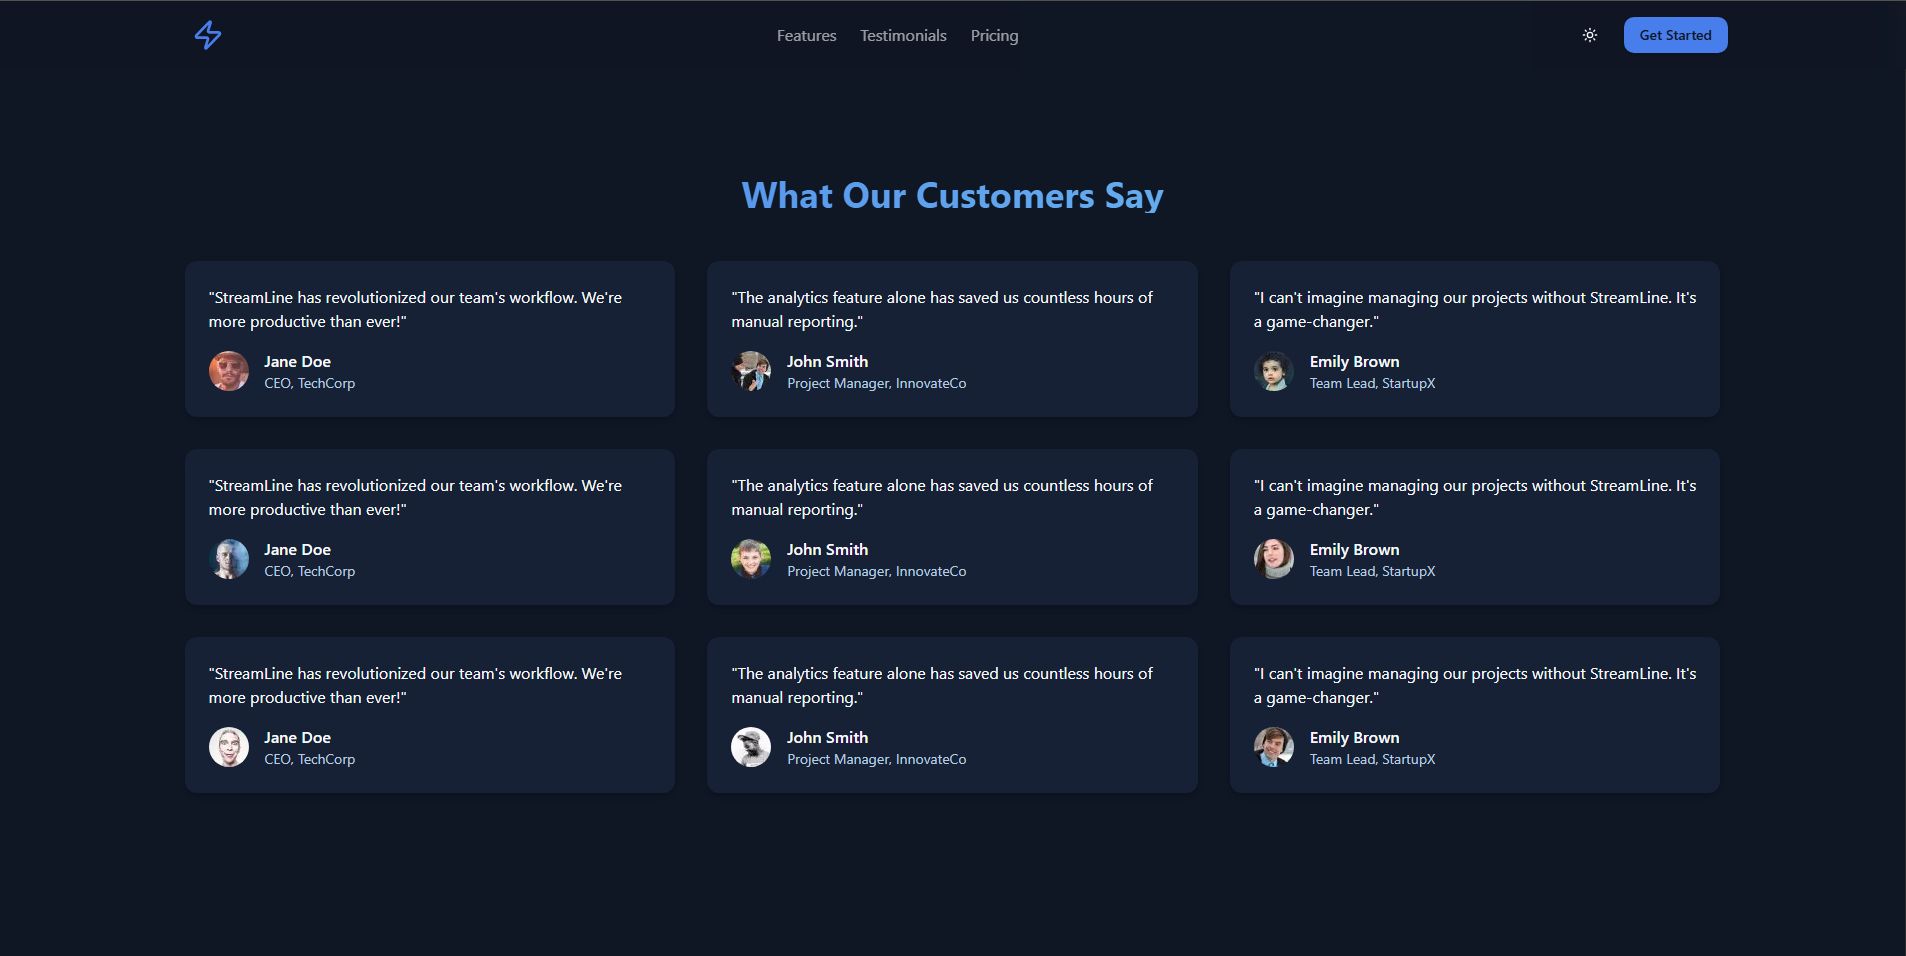 Features
Testimonials
Pricing
Get Started
What Our Customers Say
"StreamLine has revolutionized our team's workflow. We're
more productive than ever!"
Jane Doe
CEO, TechCorp
"The analytics feature alone has saved us countless hours of
manual reporting."
John Smith
Project Manager, InnovateCo
"I can't imagine managing our projects without StreamLine. It's
a game-changer."
Emily Brown
Team Lead, StartupX
"StreamLine has revolutionized our team's workflow. We're
more productive than ever!"
Jane Doe
CEO, TechCorp
"The analytics feature alone has saved us countless hours of
manual reporting."
John Smith
Project Manager, InnovateCo
"I can't imagine managing our projects without StreamLine. It's
a game-changer."
Emily Brown
Team Lead, StartupX
"StreamLine has revolutionized our team's workflow. We're
more productive than ever!"
Jane Doe
CEO, TechCorp
"The analytics feature alone has saved us countless hours of
manual reporting."
John Smith
Project Manager, InnovateCo
"I can't imagine managing our projects without StreamLine. It's
a game-changer."
Emily Brown
Team Lead, StartupX